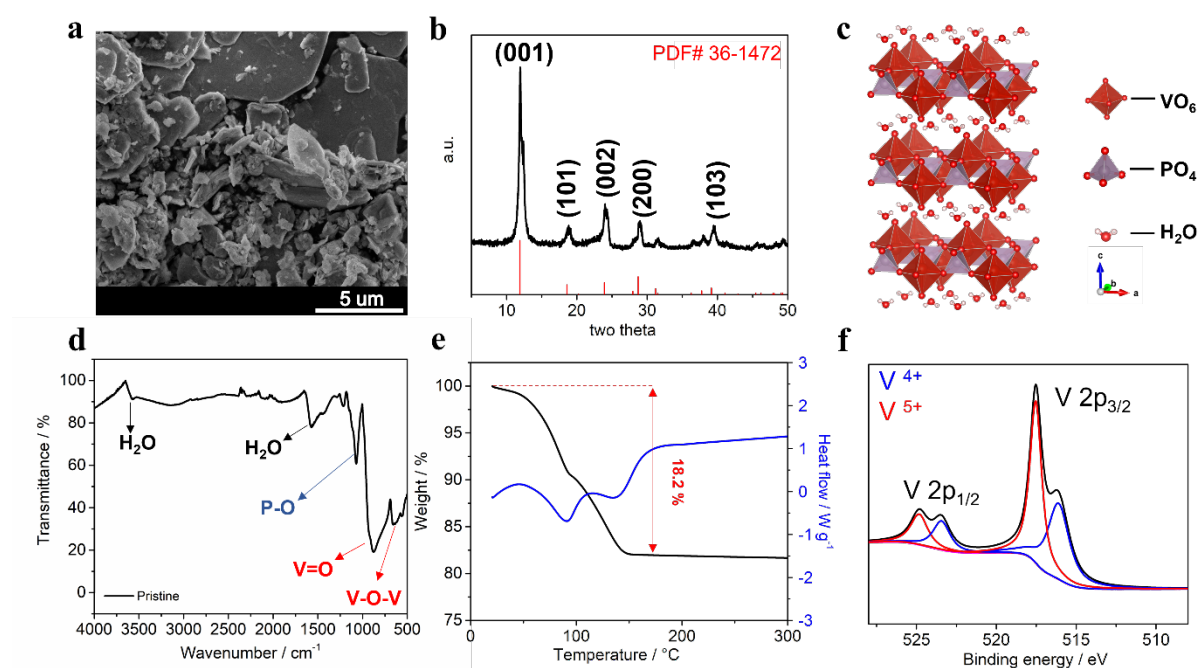 a
5 um
b
PDF# 36-1472
(001)
(101)
(002)
(200)
(103)
a.u.
10 20 30 40 50
two theta
c
VO6
PO4
H2O
c
b
a
d
Transmittance / %
100
80
60
40
20
0
H2O
H2O
P-O
V=O
V-O-V
Pristine
4000 3500 3000 2500 2000 1500 1000 500
Wavenumber / cm-1
e
Weight / %
100
95
90
85
80
75
18.2 %
3
2
1
0
-1
-2
-3
Heat flow / W g-1
0 100 200 300
Temperature / °C
f
V 4+
V 5+
V 2p3/2
V 2p1/2
525 520 515 510
Binding energy / eV